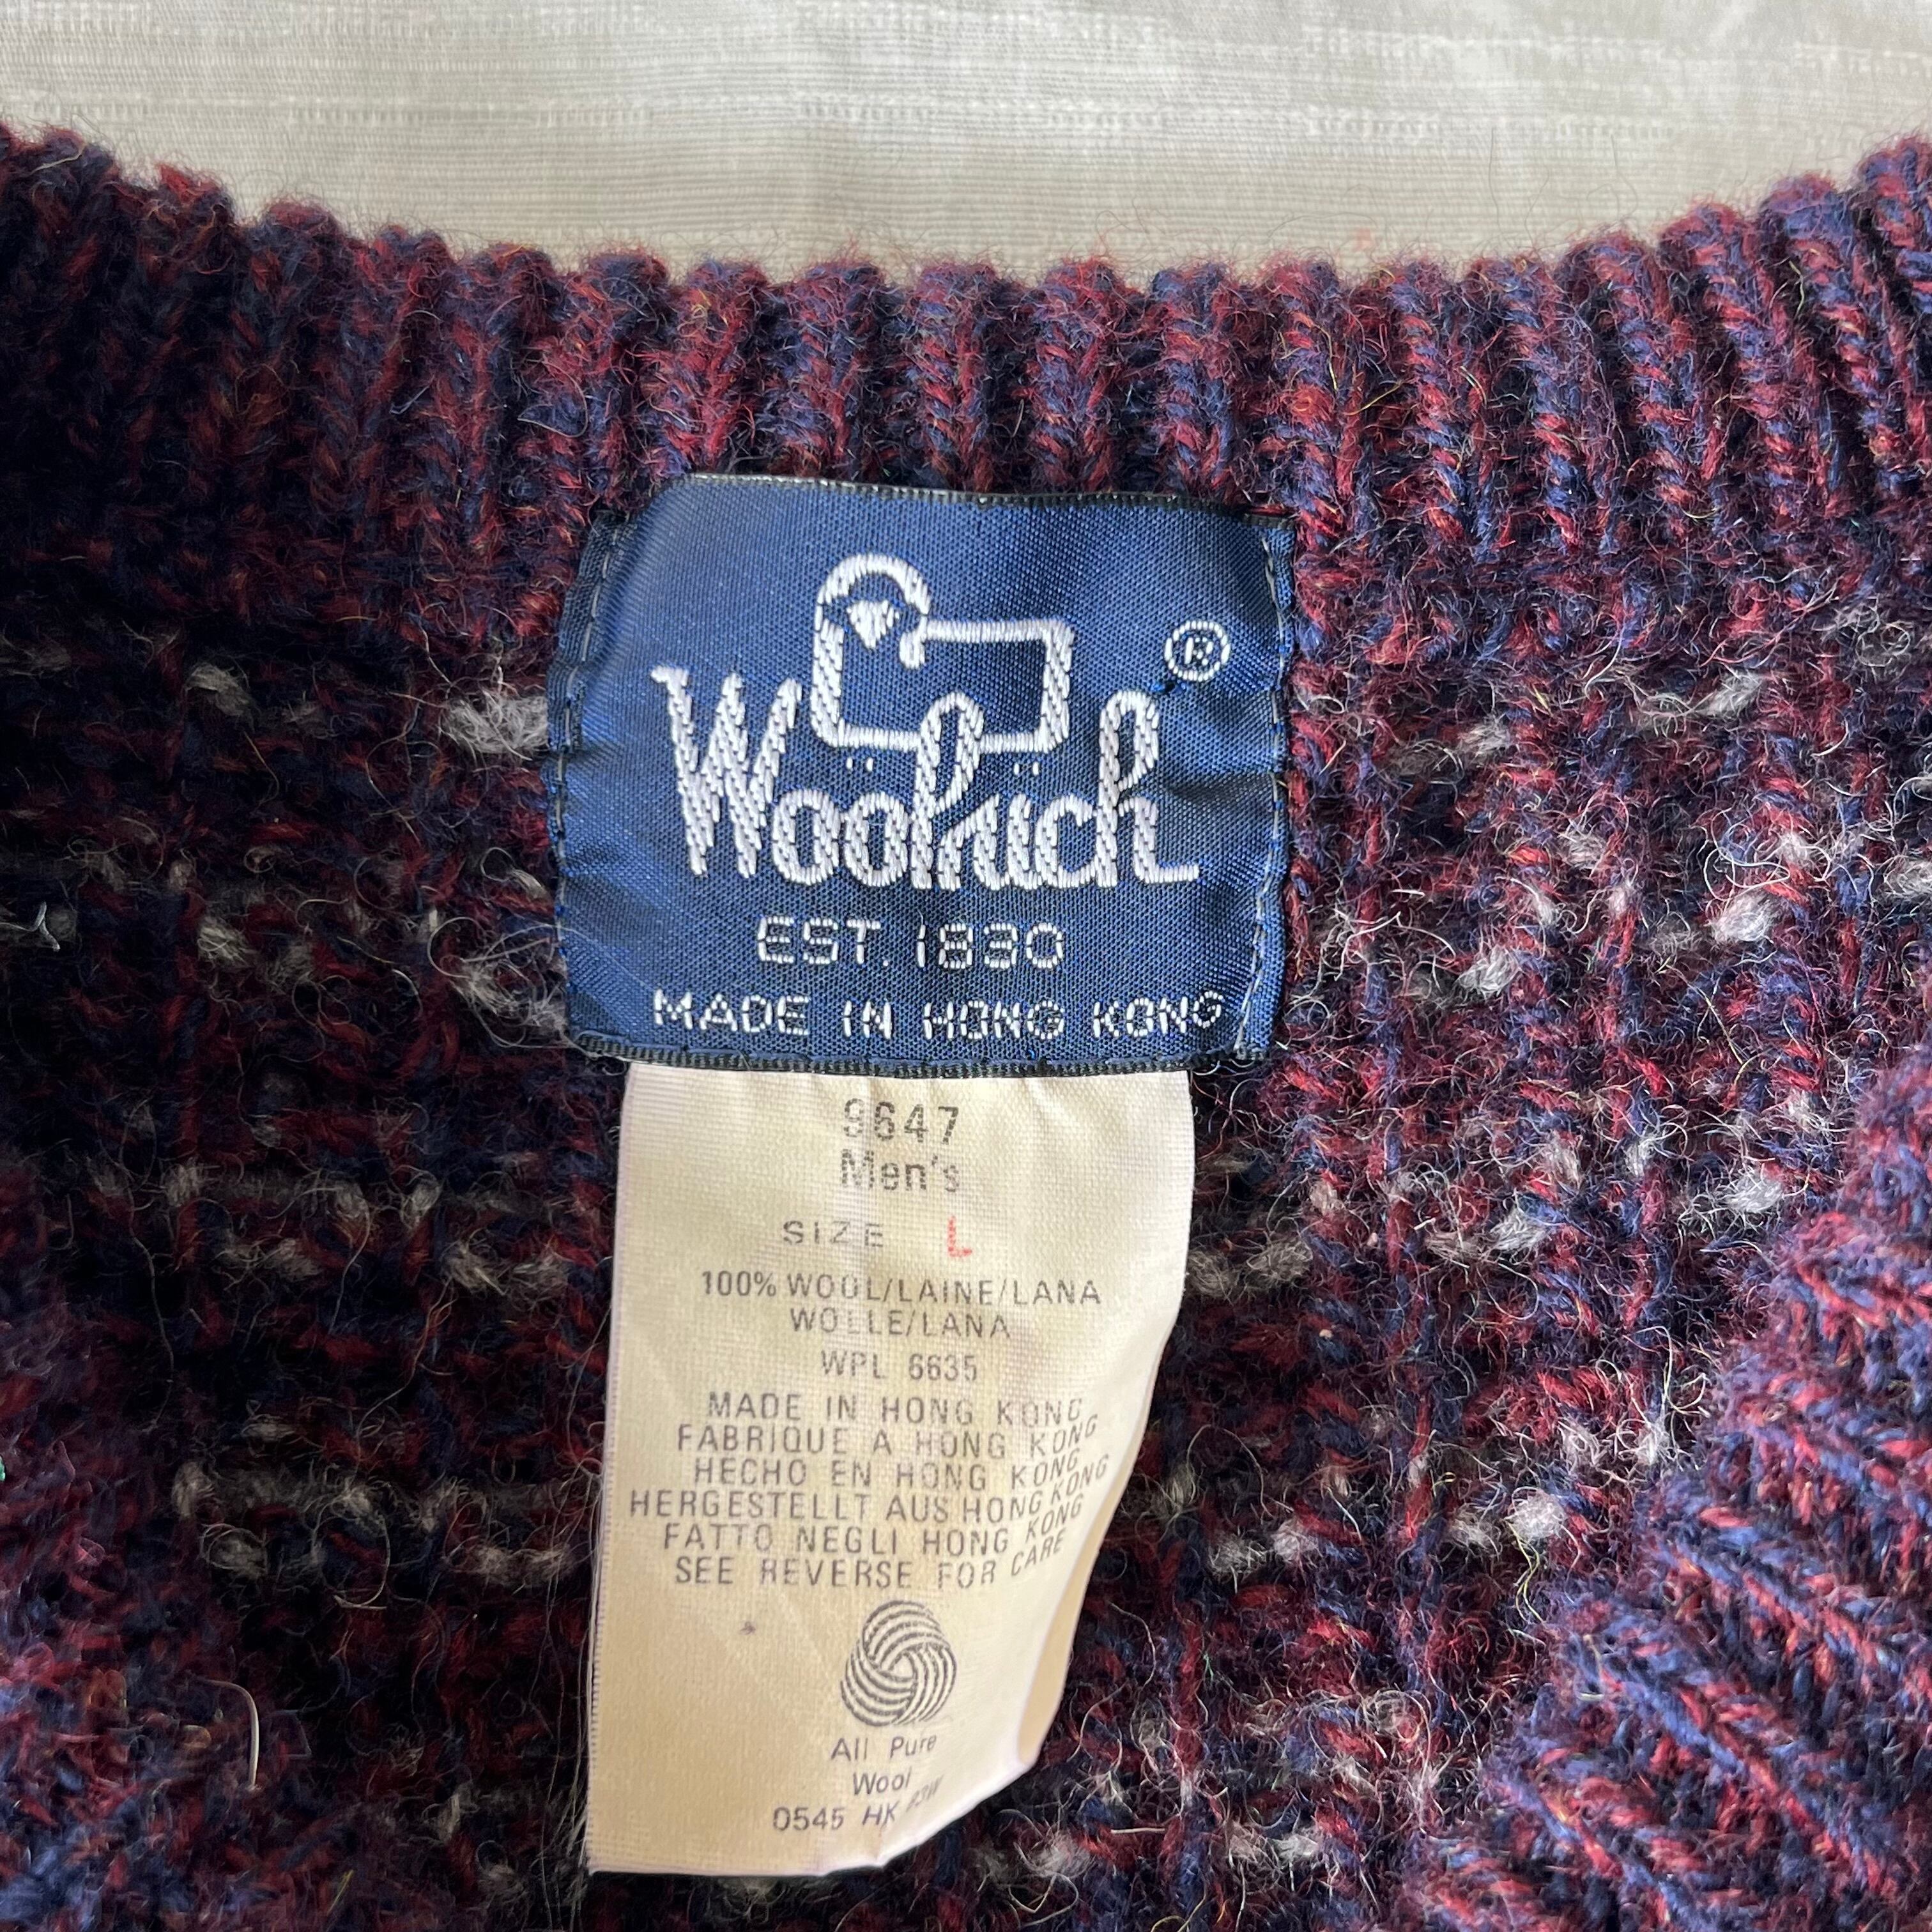 Woolrich ®
EST. 1830
MADE IN HONG KONG
9647
Men's
SIZE L
100% WOOL/LAINE/LANA
WOLLE/LANA
WPL 6635
MADE IN HONG KONG
FABRIQUE A HONG KONG
HECHO EN HONG KONG
HERGESTELLT AUS HONG KONG
FATTO NEGLI HONG KONG
SEE REVERSE FOR CARE
All Pure
Wool
0545 HK